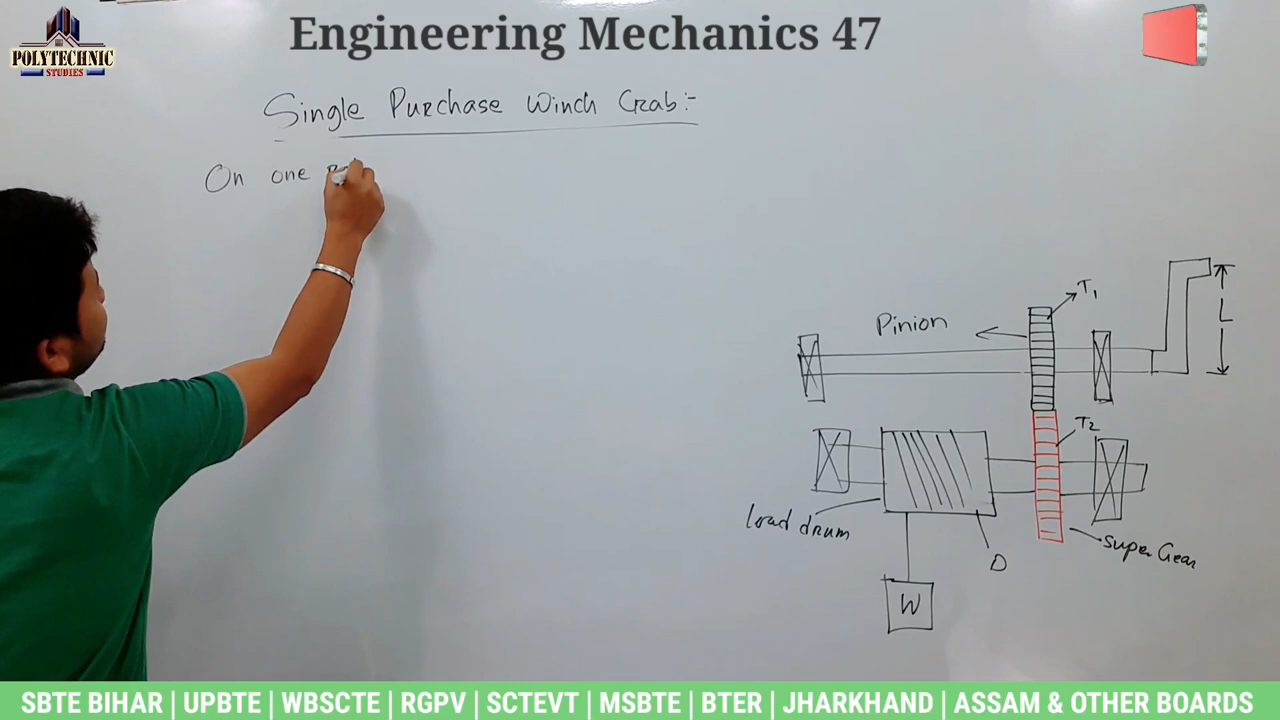 Engineering Mechanics 47
POLYTECHNIC
STUDIES
Single Purchase Winch Crab:-
On one
T1
Pinion
L
T2
load drum
D
super Gear
W
SBTE BIHAR | UPBTE | WBSCTE | RGPV | SCTEVT | MSBTE | BTER | JHARKHAND | ASSAM & OTHER BOARDS